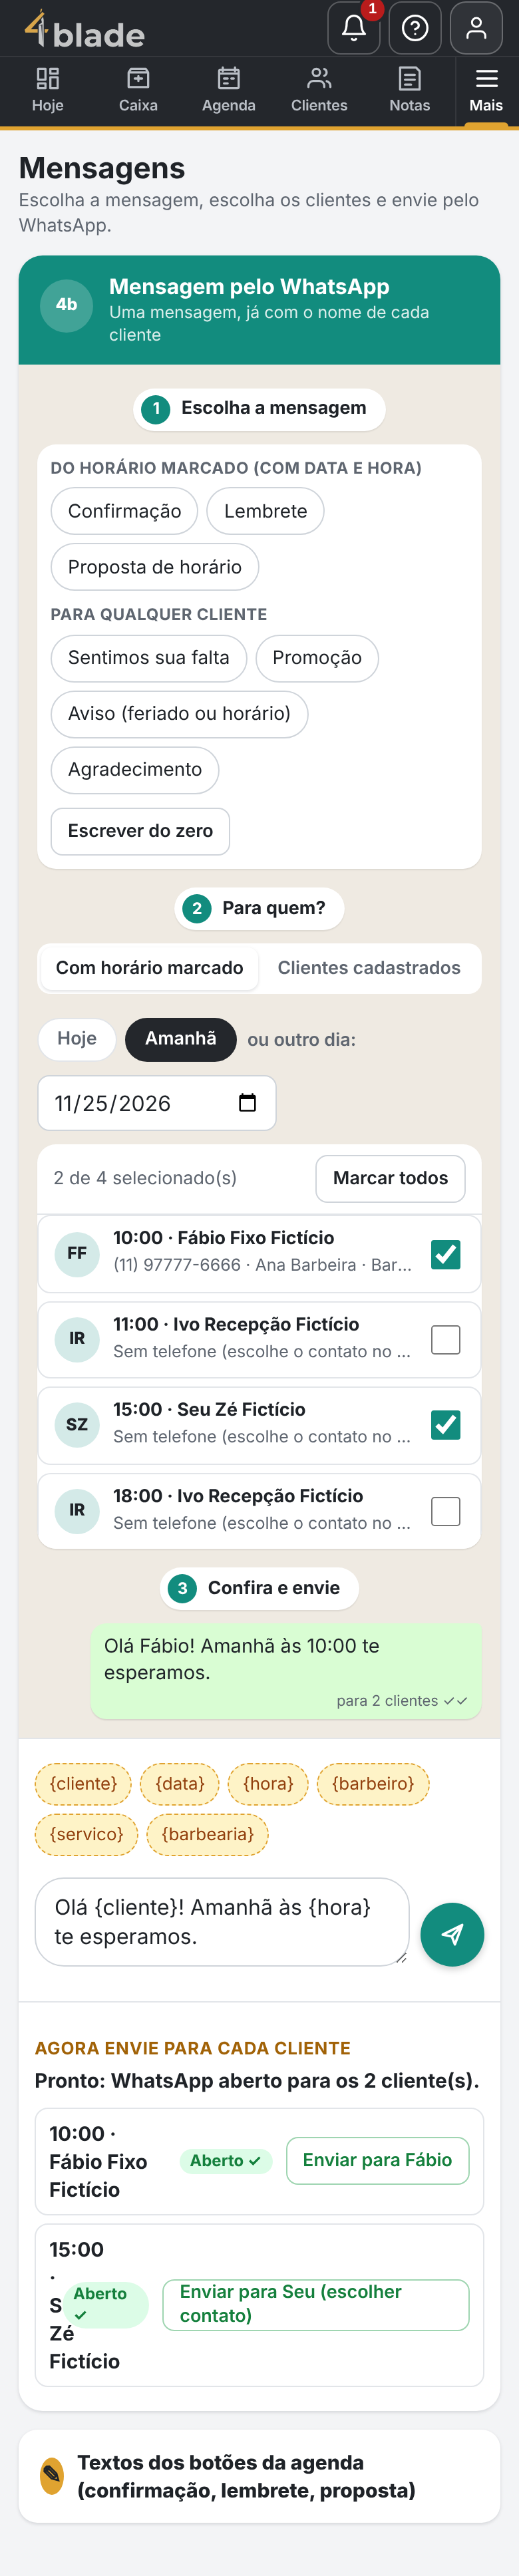 4blade
1
Hoje
Caixa
Agenda
Clientes
Notas
Mais
Mensagens
Escolha a mensagem, escolha os clientes e envie pelo
WhatsApp.
4b
Mensagem pelo WhatsApp
Uma mensagem, já com o nome de cada
cliente
1 Escolha a mensagem
DO HORÁRIO MARCADO (COM DATA E HORA)
Confirmação
Lembrete
Proposta de horário
PARA QUALQUER CLIENTE
Sentimos sua falta
Promoção
Aviso (feriado ou horário)
Agradecimento
Escrever do zero
2 Para quem?
Com horário marcado
Clientes cadastrados
Hoje
Amanhã
ou outro dia:
11/25/2026
2 de 4 selecionado(s)
Marcar todos
FF
10:00 · Fábio Fixo Fictício
(11) 97777-6666 · Ana Barbeira · Bar...
IR
11:00 · Ivo Recepção Fictício
Sem telefone (escolhe o contato no ...
SZ
15:00 · Seu Zé Fictício
Sem telefone (escolhe o contato no ...
IR
18:00 · Ivo Recepção Fictício
Sem telefone (escolhe o contato no ...
3 Confira e envie
Olá Fábio! Amanhã às 10:00 te
esperamos.
para 2 clientes ✓✓
{cliente}
{data}
{hora}
{barbeiro}
{servico}
{barbearia}
Olá {cliente}! Amanhã às {hora}
te esperamos.
AGORA ENVIE PARA CADA CLIENTE
Pronto: WhatsApp aberto para os 2 cliente(s).
10:00 ·
Fábio Fixo
Fictício
Aberto ✓
Enviar para Fábio
15:00
·
S
Zé
Fictício
Aberto
✓
Enviar para Seu (escolher
contato)
Textos dos botões da agenda
(confirmação, lembrete, proposta)